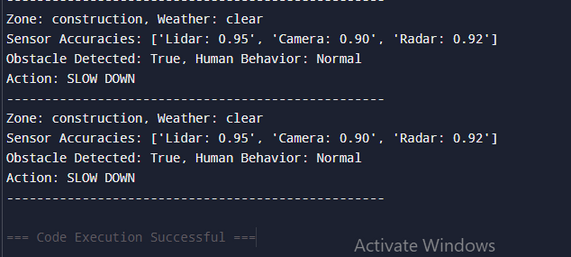 --------------------------------------------------
Zone: construction, Weather: clear
Sensor Accuracies: ['Lidar: 0.95', 'Camera: 0.90', 'Radar: 0.92']
Obstacle Detected: True, Human Behavior: Normal
Action: SLOW DOWN
--------------------------------------------------
Zone: construction, Weather: clear
Sensor Accuracies: ['Lidar: 0.95', 'Camera: 0.90', 'Radar: 0.92']
Obstacle Detected: True, Human Behavior: Normal
Action: SLOW DOWN
--------------------------------------------------
=== Code Execution Successful ===
Activate Windows